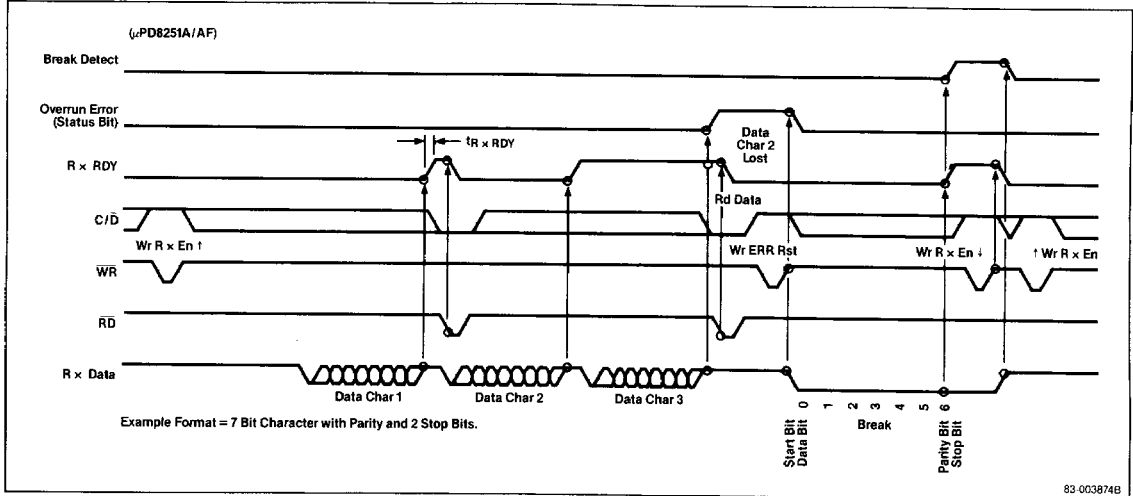 (μPD8251A/AF)
Break Detect
Overrun Error
(Status Bit)
tR × RDY
Data
Char 2
Lost
R × RDY
Rd Data
C/D̅
Wr R × En ↑
Wr ERR Rst
Wr R × En ↓
↑ Wr R × En
W̅R̅
R̅D̅
R × Data
Data Char 1
Data Char 2
Data Char 3
Start Bit
Data Bit 0 1 2 3 4 5 6
Break
Parity Bit
Stop Bit
Example Format = 7 Bit Character with Parity and 2 Stop Bits.
83-003874B